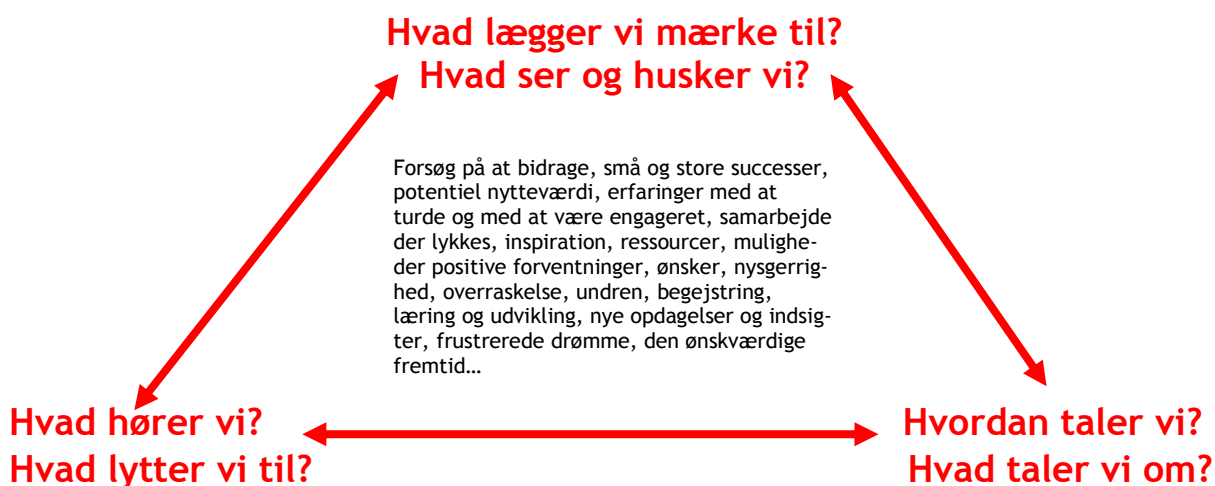 Hvad lægger vi mærke til?
Hvad ser og husker vi?
Forsøg på at bidrage, små og store successer,
potentiel nytteværdi, erfaringer med at
turde og med at være engageret, samarbejde
der lykkes, inspiration, ressourcer, mulighe-
der positive forventninger, ønsker, nysgerrig-
hed, overraskelse, undren, begejstring,
læring og udvikling, nye opdagelser og indsig-
ter, frustrerede drømme, den ønskværdige
fremtid…
Hvad hører vi?
Hvad lytter vi til?
Hvordan taler vi?
Hvad taler vi om?